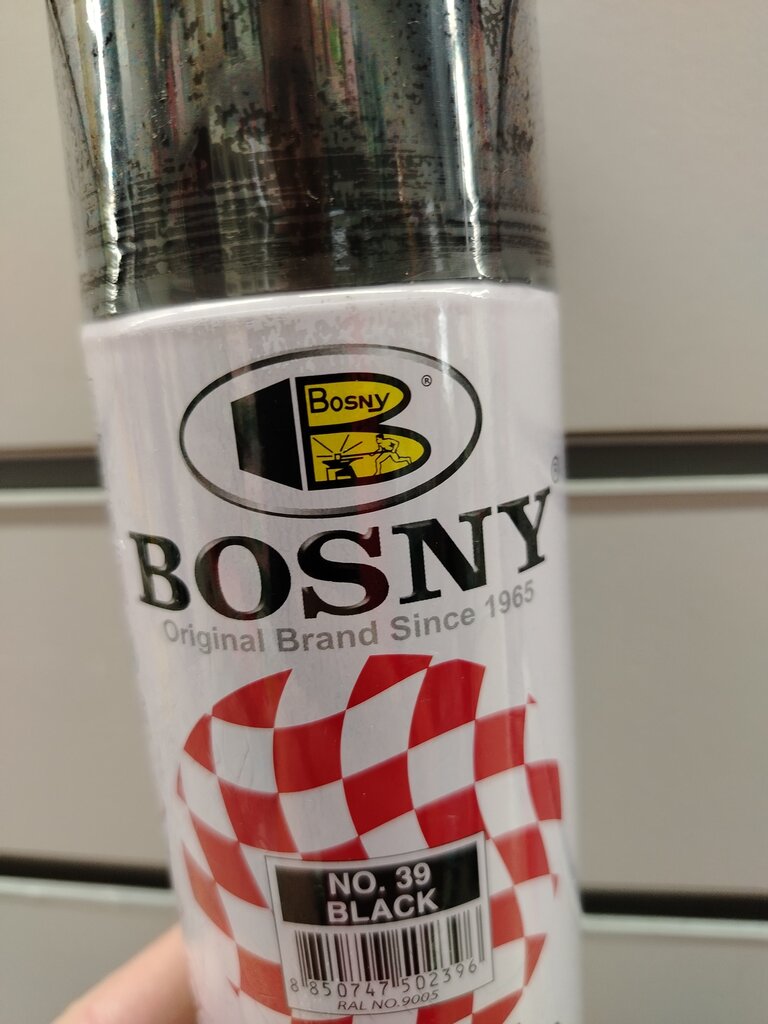 BOSNY
®
BOSNY
®
Original Brand Since 1965
NO. 39
BLACK
8 850747 502396
RAL NO.9005